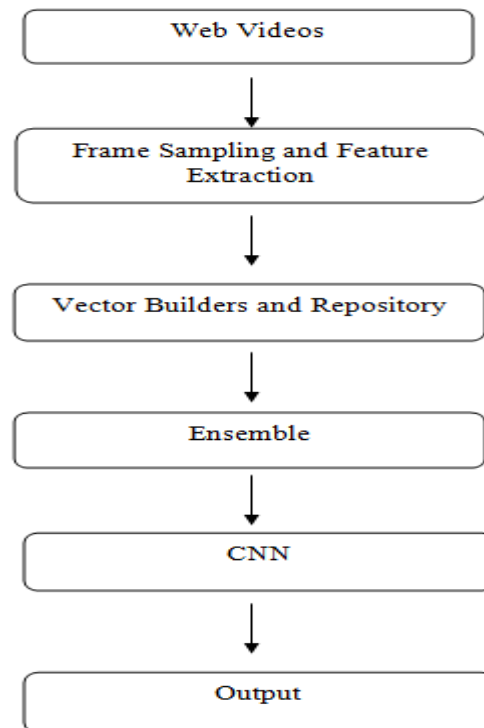 Web Videos
Frame Sampling and Feature
Extraction
Vector Builders and Repository
Ensemble
CNN
Output